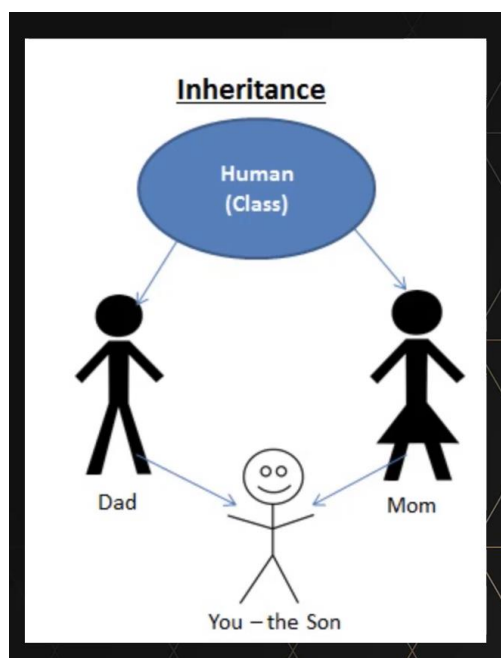 Inheritance
Human
(Class)
Dad
Mom
You – the Son